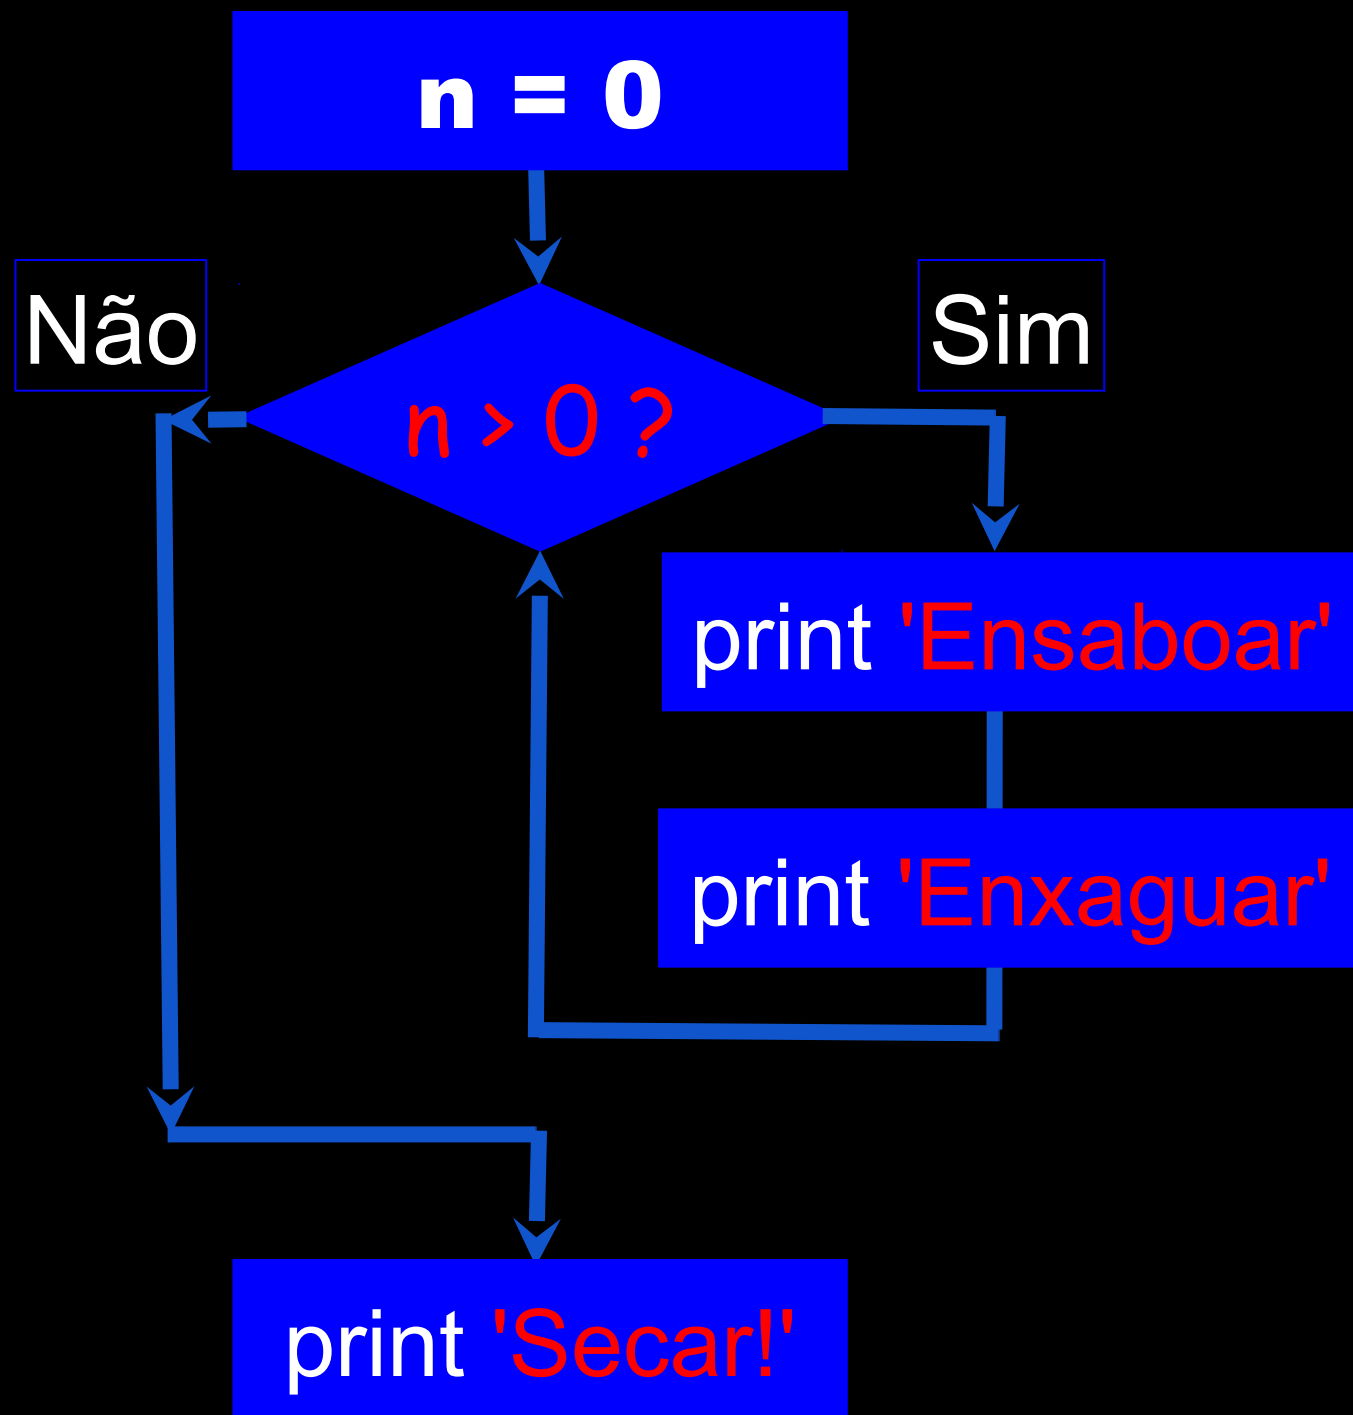 n = 0
Não
Sim
n > 0 ?
print 'Ensaboar'
print 'Enxaguar'
print 'Secar!'